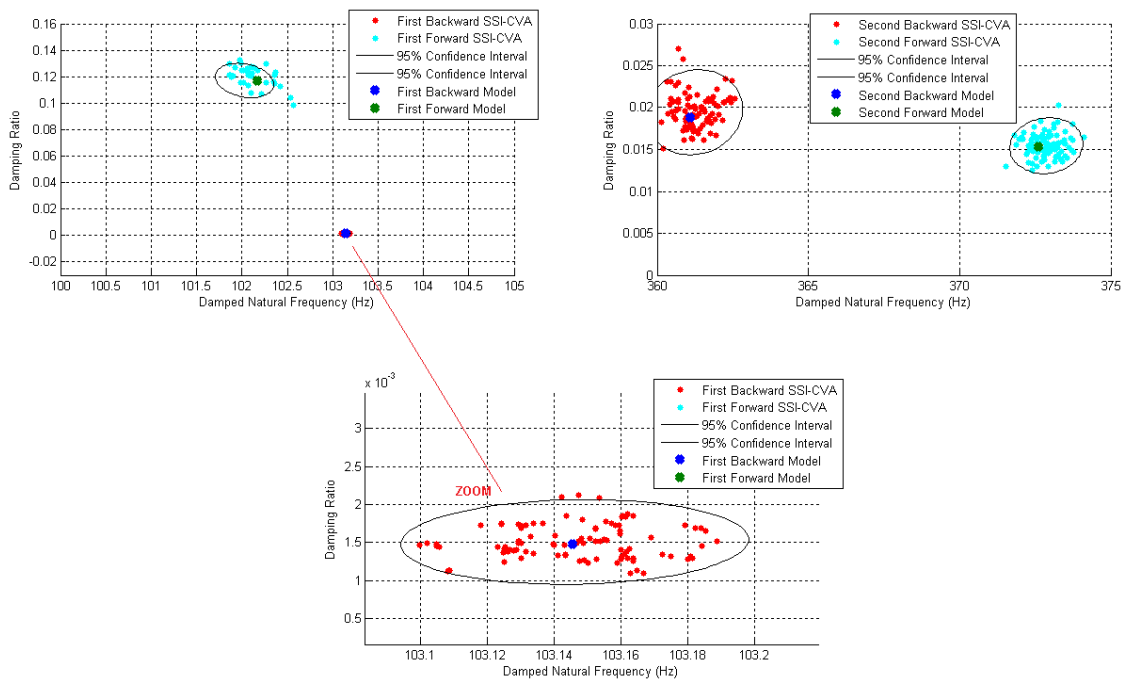 0.16
0.14
0.12
0.1
0.08
0.06
0.04
0.02
0
-0.02
Damping Ratio
100
100.5
101
101.5
102
102.5
103
103.5
104
104.5
105
Damped Natural Frequency (Hz)
First Backward SSI-CVA
First Forward SSI-CVA
95% Confidence Interval
95% Confidence Interval
First Backward Model
First Forward Model
0.03
0.025
0.02
0.015
0.01
0.005
0
Damping Ratio
360
365
370
375
Damped Natural Frequency (Hz)
Second Backward SSI-CVA
Second Forward SSI-CVA
95% Confidence Interval
95% Confidence Interval
Second Backward Model
Second Forward Model
x 10⁻³
3
2.5
2
1.5
1
0.5
Damping Ratio
ZOOM
103.1
103.12
103.14
103.16
103.18
103.2
Damped Natural Frequency (Hz)
First Backward SSI-CVA
First Forward SSI-CVA
95% Confidence Interval
95% Confidence Interval
First Backward Model
First Forward Model